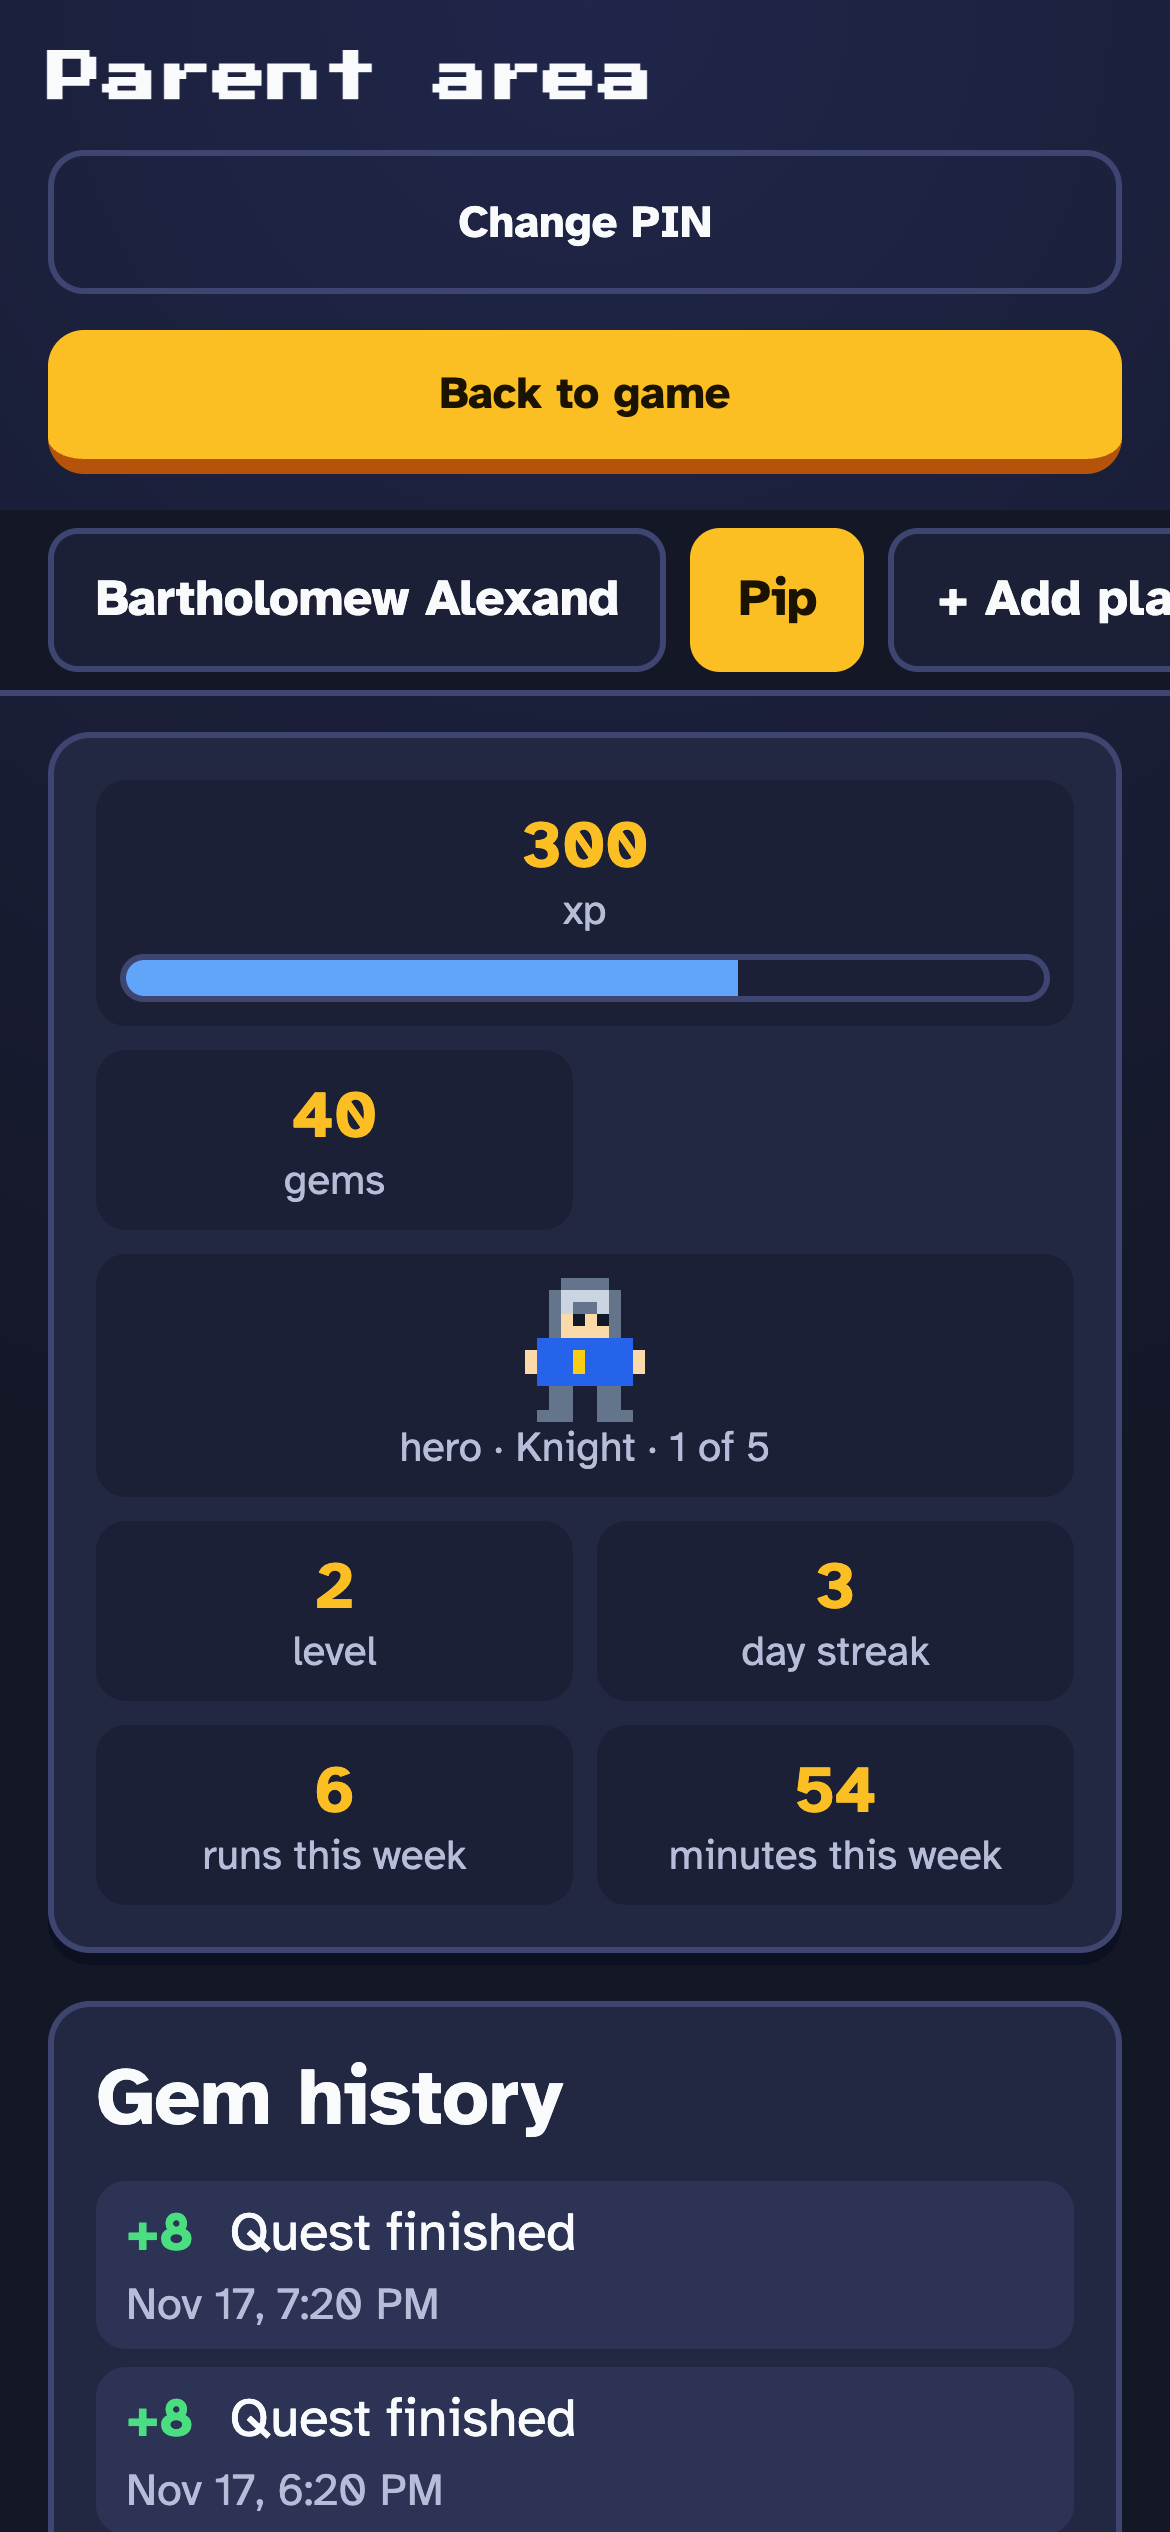 Parent area
Change PIN
Back to game
Bartholomew Alexand
Pip
+ Add pla
300
xp
40
gems
hero · Knight · 1 of 5
2
level
3
day streak
6
runs this week
54
minutes this week
Gem history
+8 Quest finished
Nov 17, 7:20 PM
+8 Quest finished
Nov 17, 6:20 PM